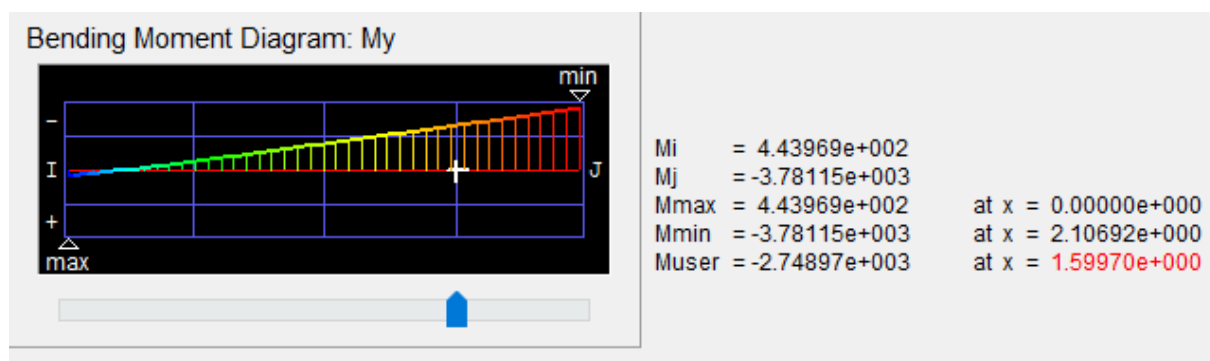 Bending Moment Diagram: My
min
-
I
J
+
max
Mi = 4.43969e+002
Mj = -3.78115e+003
Mmax = 4.43969e+002 at x = 0.00000e+000
Mmin = -3.78115e+003 at x = 2.10692e+000
Muser = -2.74897e+003 at x = 1.59970e+000